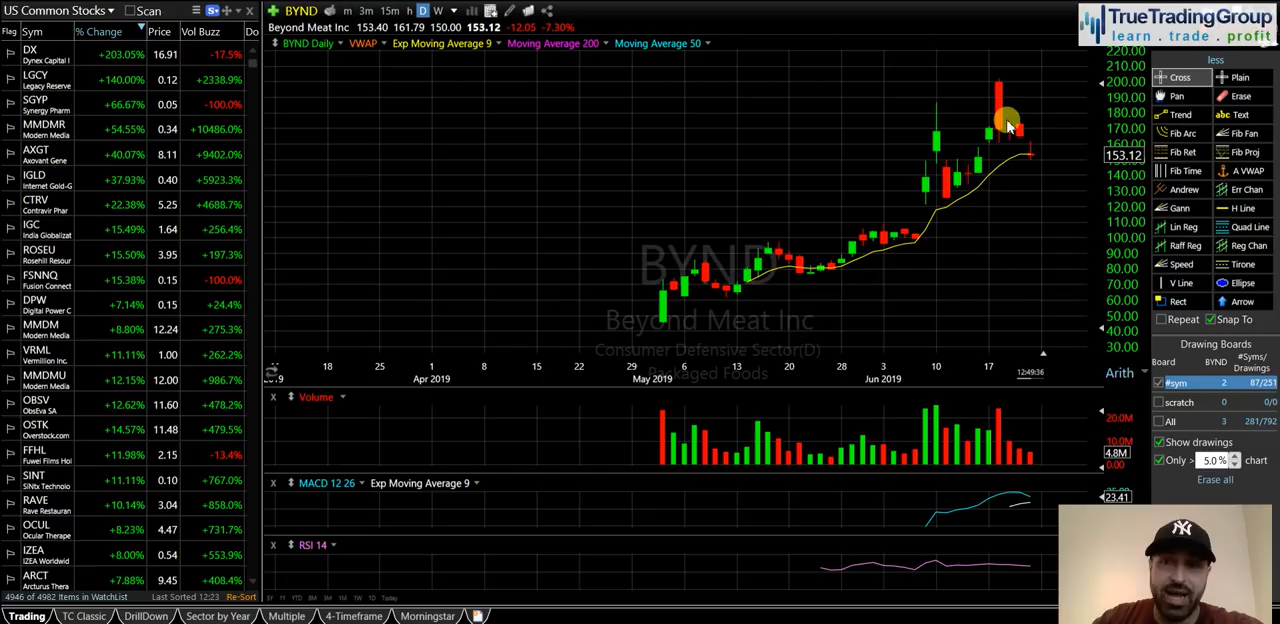 US Common Stocks Scan
Flag Sym % Change Price Vol Buzz Do
DX +203.05% 16.91 -17.5%
Dynex Capital I
LGCY +140.00% 0.12 +2338.9%
Legacy Reserve
SGYP +66.67% 0.05 -100.0%
Synergy Pharm
MMDMR +54.55% 0.34 +10486.0%
Modern Media
AXGT +40.07% 8.11 +9402.0%
Axovant Gene
IGLD +37.93% 0.40 +5923.3%
Internet Gold-G
CTRV +22.38% 5.25 +4688.7%
Contravir Phar
IGC +15.49% 1.64 +256.4%
India Globalizat
ROSEU +15.50% 3.95 +197.3%
Rosehill Resour
FSNNQ +15.38% 0.15 -100.0%
Fusion Connect
DPW +7.14% 0.15 +24.4%
Digital Power C
MMDM +8.80% 12.24 +275.3%
Modern Media
VRML +11.11% 1.00 +262.2%
Vermillion Inc.
MMDMU +12.15% 12.00 +986.7%
Modern Media
OBSV +12.62% 11.60 +478.2%
ObsEva SA
OSTK +14.57% 11.48 +479.5%
Overstock.com
FFHL +11.98% 2.15 -13.4%
Fuwei Films Hol
SINT +11.11% 0.10 +767.0%
SiNtx Technolo
RAVE +10.14% 3.04 +858.0%
Rave Restauran
OCUL +8.23% 4.47 +731.7%
Ocular Therape
IZEA +8.00% 0.54 +553.9%
IZEA Worldwid
ARCT +7.88% 9.45 +408.4%
Arcturus Thera
4946 of 4982 Items in WatchList Last Sorted 12:23 Re-Sort
Trading TC Classic DrillDown Sector by Year Multiple 4-Timeframe Morningstar
BYND m 3m 15m h D W
Beyond Meat Inc 153.40 161.79 150.00 153.12 -12.05 -7.30%
BYND Daily VWAP Exp Moving Average 9 Moving Average 200 Moving Average 50
BYND
Beyond Meat Inc
Consumer Defensive Sector(D)
Packaged Foods
220.00
210.00
200.00
190.00
180.00
170.00
160.00
153.12
140.00
130.00
120.00
110.00
100.00
90.00
80.00
70.00
60.00
50.00
40.00
30.00
18 25 1 8 15 22 29 6 13 20 28 3 10 17
2019 Apr 2019 May 2019 Jun 2019 12:49:36
Arith
X Volume
20.0M
10.0M
4.8M
0.00
X MACD 12 26 Exp Moving Average 9
23.41
X RSI 14
5Y 1Y YTD Today
TrueTradingGroup
learn . trade . profit
less
Cross Plain
Pan Erase
Trend abc Text
Fib Arc Fib Fan
Fib Ret Fib Proj
Fib Time A VWAP
Andrew Err Chan
Gann H Line
Lin Reg Quad Line
Raff Reg Reg Chan
Speed Tirone
V Line Ellipse
Rect Arrow
Repeat Snap To
Drawing Boards
Board BYND #Syms/ Drawings
#sym 2 87/251
scratch 0 0/0
All 3 281/792
Show drawings
Only > 5.0 % chart
Erase all